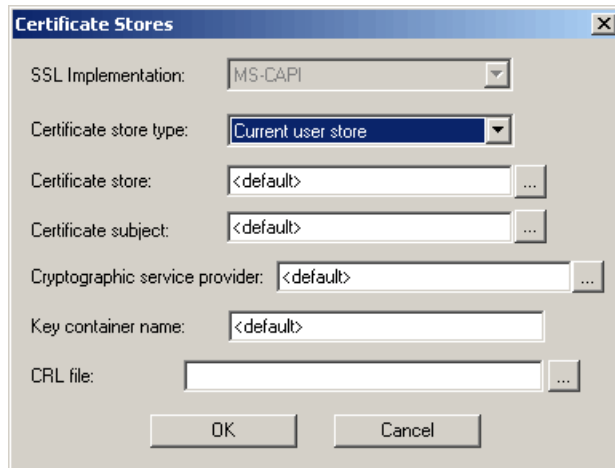 Certificate Stores
SSL Implementation: MS-CAPI
Certificate store type: Current user store
Certificate store: <default> ...
Certificate subject: <default> ...
Cryptographic service provider: <default> ...
Key container name: <default>
CRL file: ...
OK Cancel